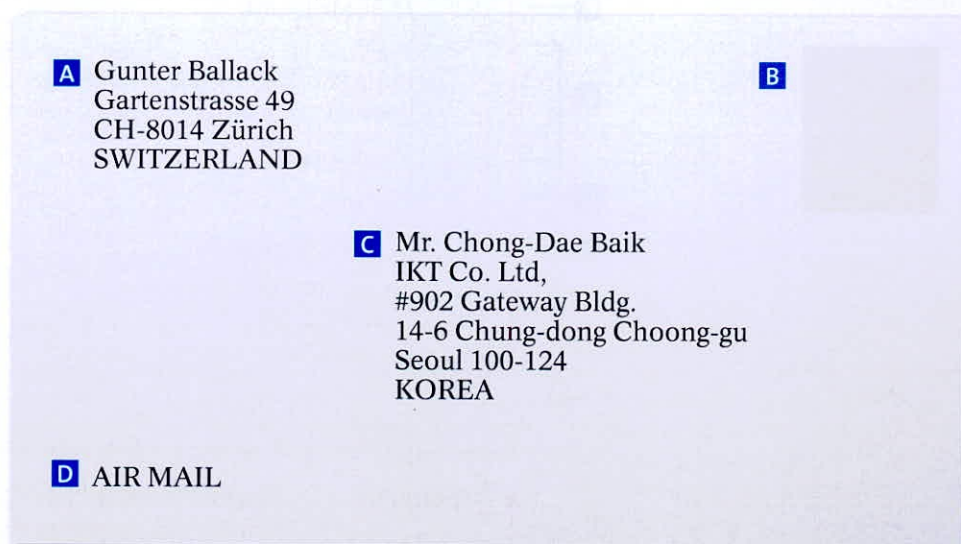 A Gunter Ballack
Gartenstrasse 49
CH-8014 Zürich
SWITZERLAND
B
C Mr. Chong-Dae Baik
IKT Co. Ltd,
#902 Gateway Bldg.
14-6 Chung-dong Choong-gu
Seoul 100-124
KOREA
D AIR MAIL